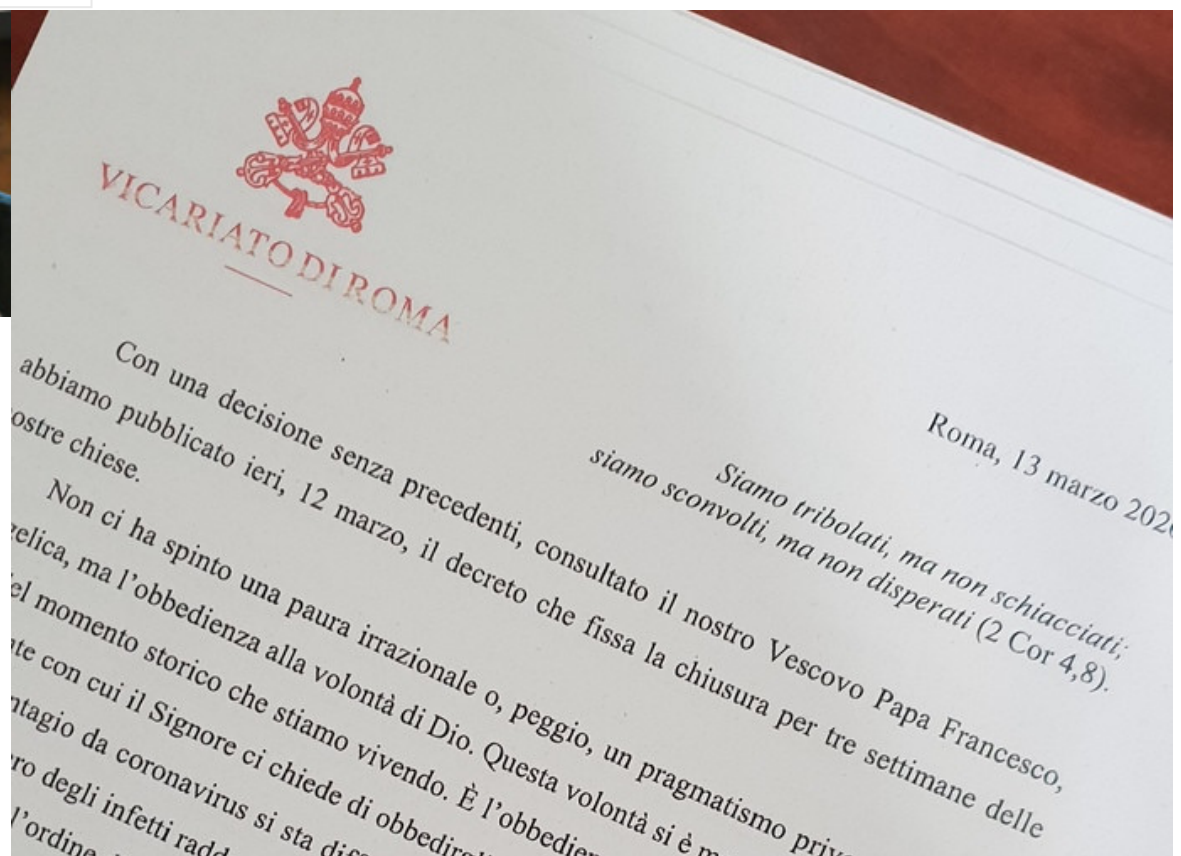 VICARIATO DI ROMA
Roma, 13 marzo 202
Siamo tribolati, ma non schiacciati;
siamo sconvolti, ma non disperati (2 Cor 4,8).
Con una decisione senza precedenti, consultato il nostro Vescovo Papa Francesco,
abbiamo pubblicato ieri, 12 marzo, il decreto che fissa la chiusura per tre settimane delle
ostre chiese.
Non ci ha spinto una paura irrazionale o, peggio, un pragmatismo priv
gelica, ma l'obbedienza alla volontà di Dio. Questa volontà si è m
el momento storico che stiamo vivendo. È l'obbedien
te con cui il Signore ci chiede di obbedirgli
ntagio da coronavirus si sta dif
ro degli infetti radd
l'ordine